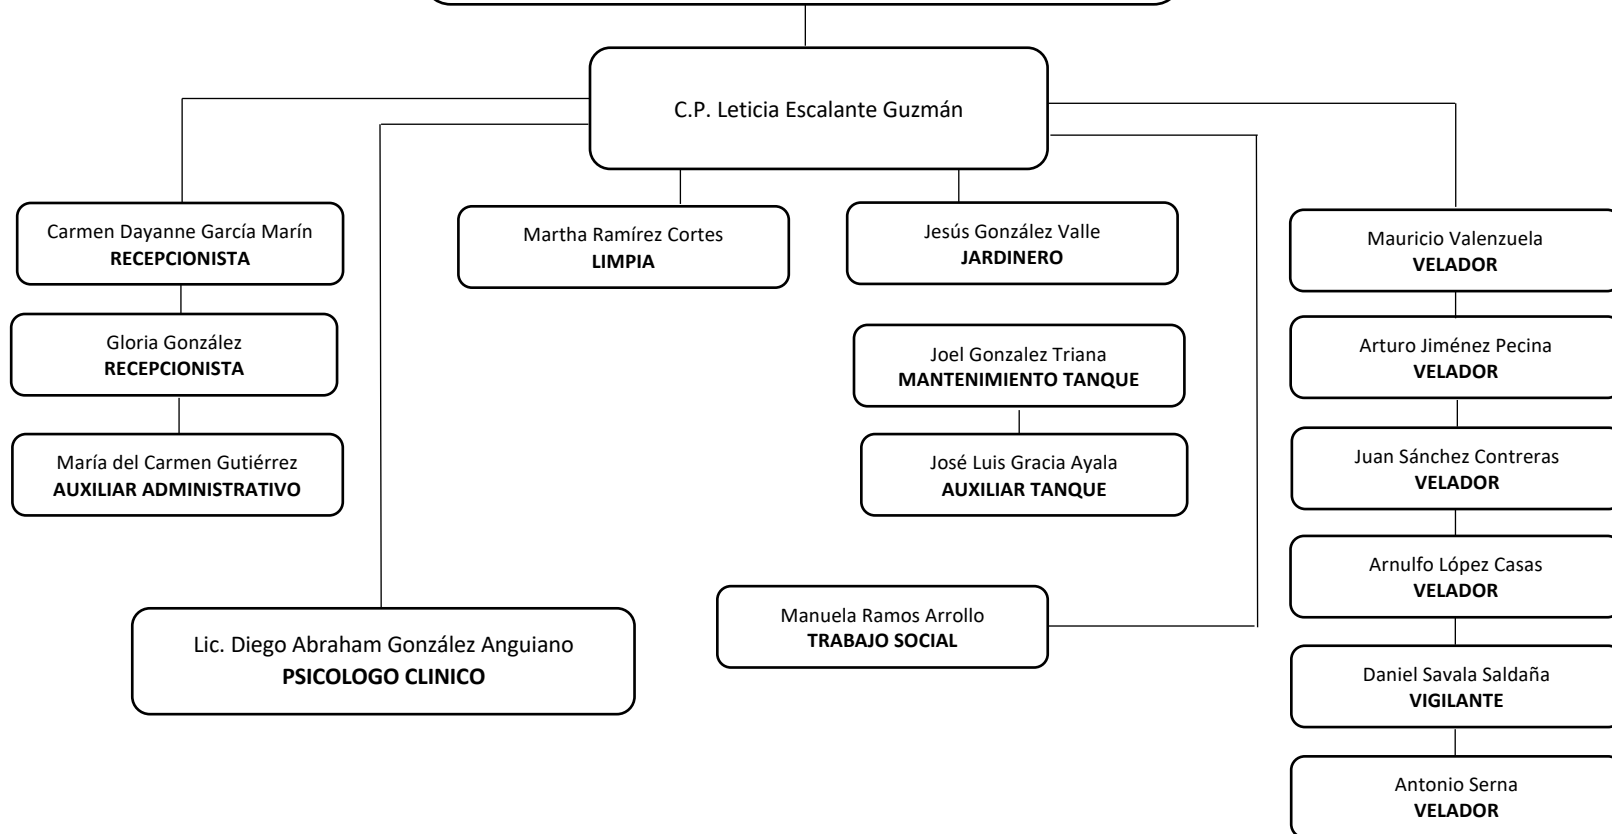 C.P. Leticia Escalante Guzmán
Carmen Dayanne García Marín
RECEPCIONISTA
Gloria González
RECEPCIONISTA
María del Carmen Gutiérrez
AUXILIAR ADMINISTRATIVO
Lic. Diego Abraham González Anguiano
PSICOLOGO CLINICO
Martha Ramírez Cortes
LIMPIA
Jesús González Valle
JARDINERO
Joel Gonzalez Triana
MANTENIMIENTO TANQUE
José Luis Gracia Ayala
AUXILIAR TANQUE
Manuela Ramos Arrollo
TRABAJO SOCIAL
Mauricio Valenzuela
VELADOR
Arturo Jiménez Pecina
VELADOR
Juan Sánchez Contreras
VELADOR
Arnulfo López Casas
VELADOR
Daniel Savala Saldaña
VIGILANTE
Antonio Serna
VELADOR